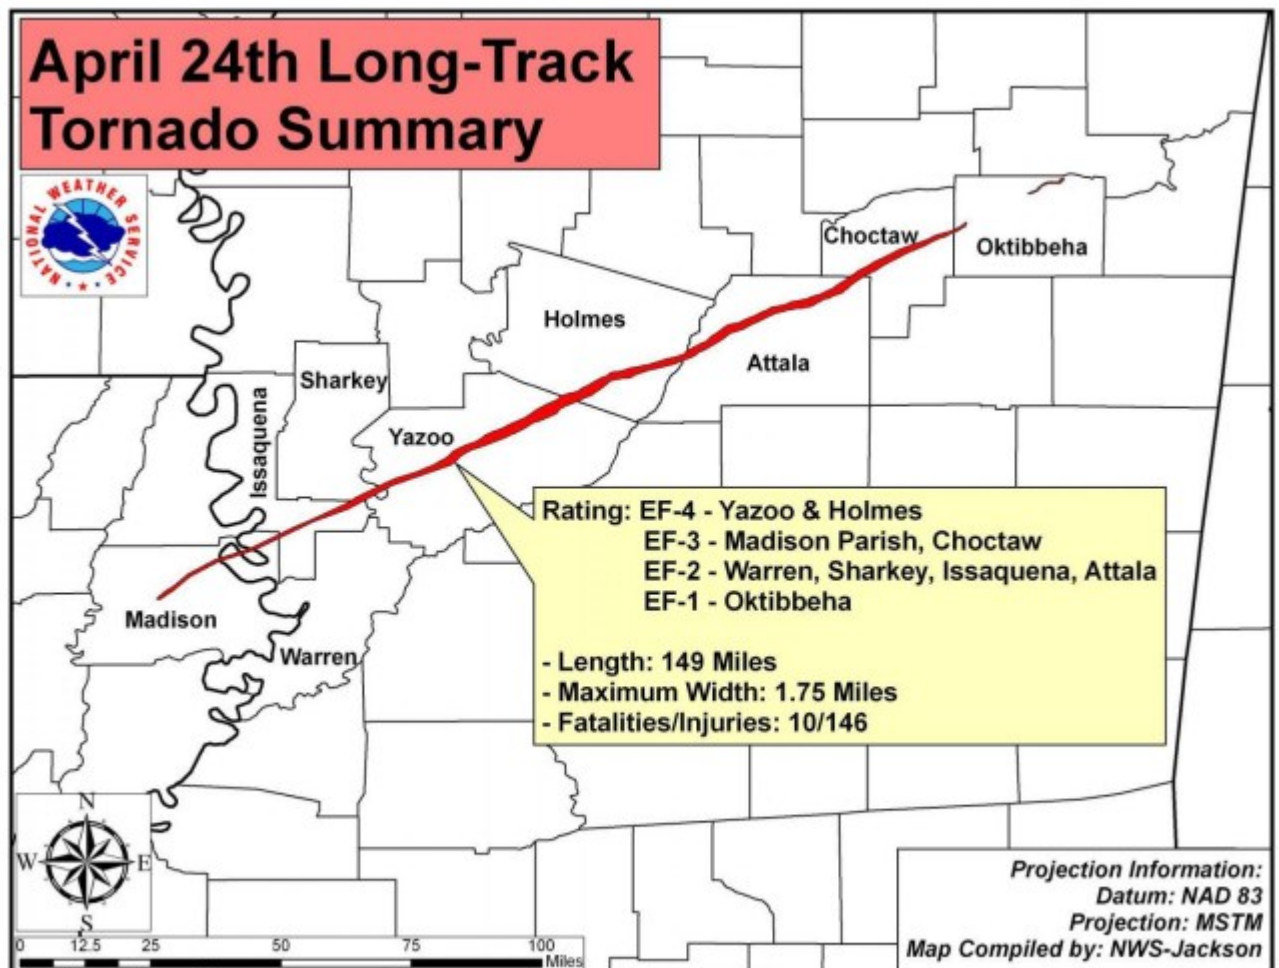 April 24th Long-Track
Tornado Summary
NATIONAL WEATHER SERVICE
Choctaw
Oktibbeha
Holmes
Attala
Sharkey
Issaquena
Yazoo
Rating: EF-4 - Yazoo & Holmes
EF-3 - Madison Parish, Choctaw
EF-2 - Warren, Sharkey, Issaquena, Attala
EF-1 - Oktibbeha
Madison
Warren
- Length: 149 Miles
- Maximum Width: 1.75 Miles
- Fatalities/Injuries: 10/146
N
W E
S
Projection Information:
Datum: NAD 83
Projection: MSTM
Map Compiled by: NWS-Jackson
0 12.5 25 50 75 100
Miles